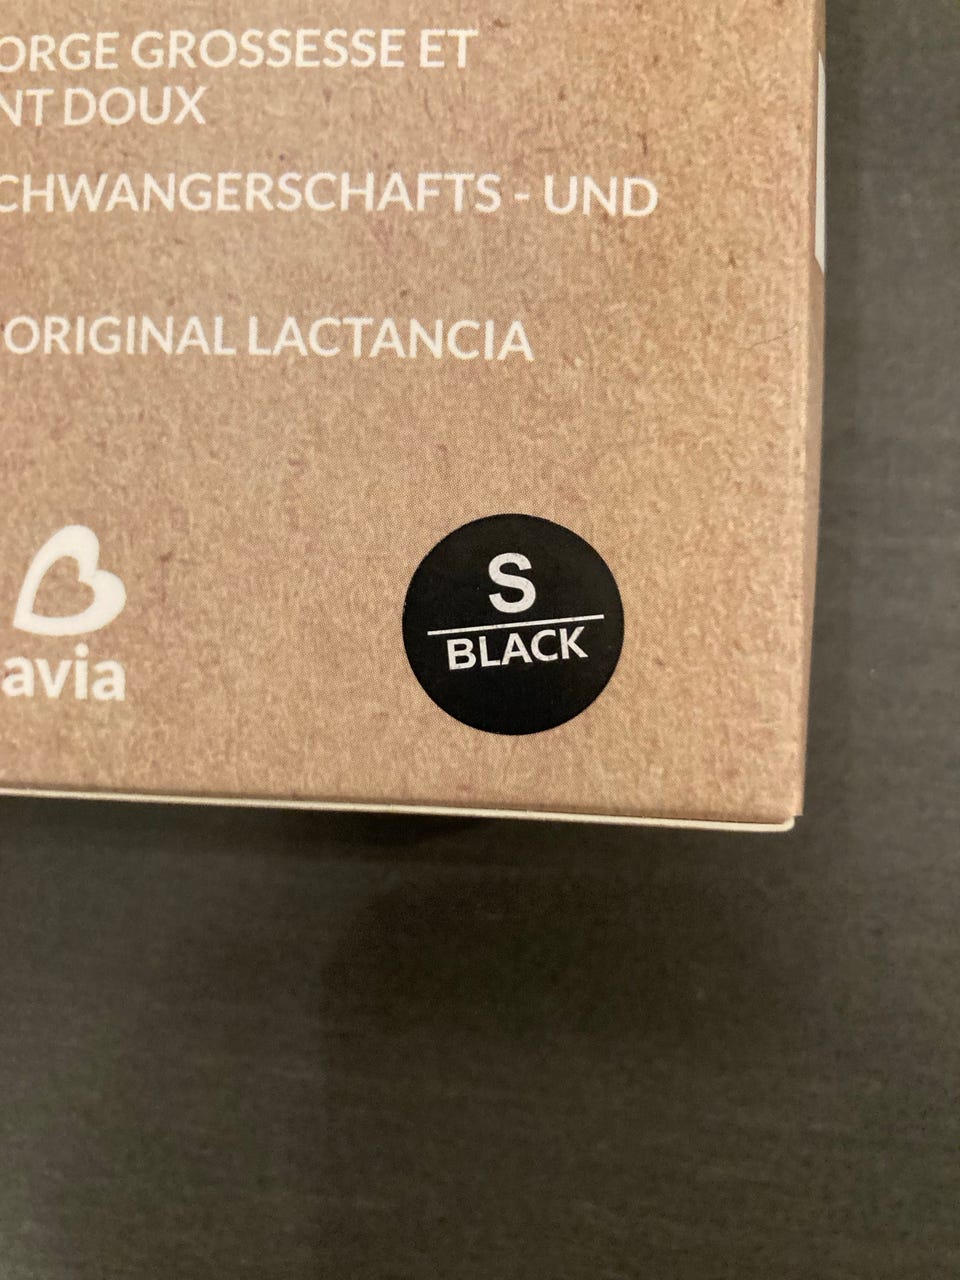 ORGE GROSSESSE ET
NT DOUX
CHWANGERSCHAFTS - UND
ORIGINAL LACTANCIA
avia
S
BLACK